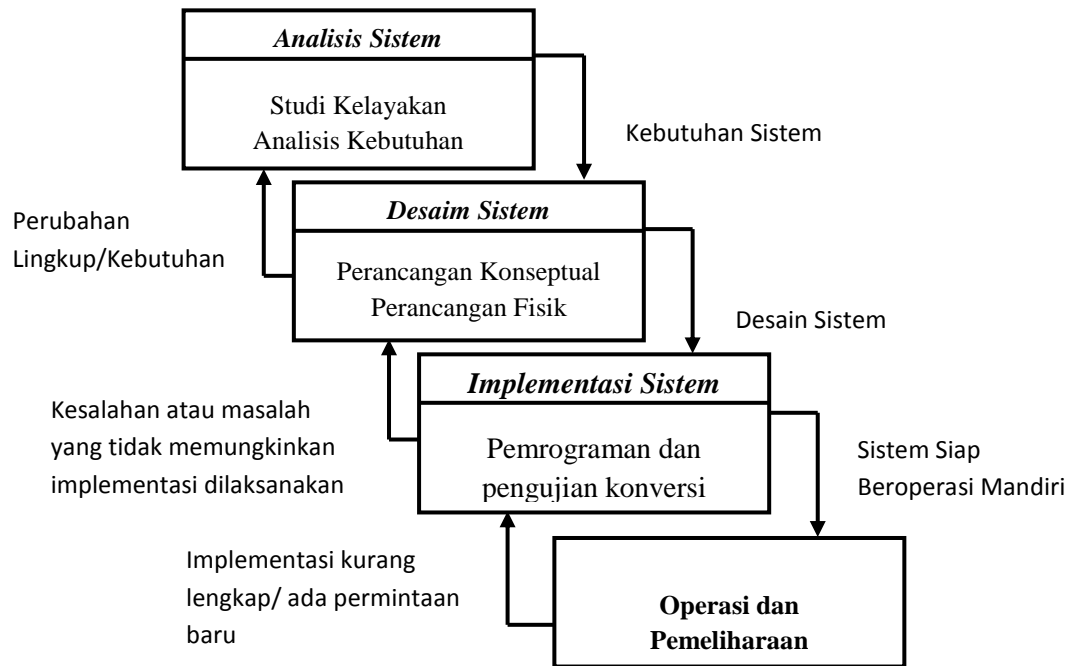 Analisis Sistem
Studi Kelayakan
Analisis Kebutuhan
Kebutuhan Sistem
Perubahan
Lingkup/Kebutuhan
Desaim Sistem
Perancangan Konseptual
Perancangan Fisik
Desain Sistem
Kesalahan atau masalah
yang tidak memungkinkan
implementasi dilaksanakan
Implementasi Sistem
Pemrograman dan
pengujian konversi
Sistem Siap
Beroperasi Mandiri
Implementasi kurang
lengkap/ ada permintaan
baru
Operasi dan
Pemeliharaan